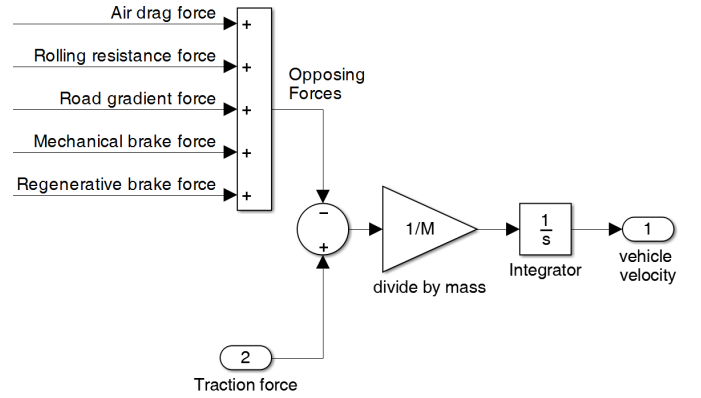 Air drag force
+
Rolling resistance force
+
Road gradient force
+
Mechanical brake force
+
Regenerative brake force
+
Opposing
Forces
−
+
1/M
divide by mass
1
s
Integrator
1
vehicle
velocity
2
Traction force